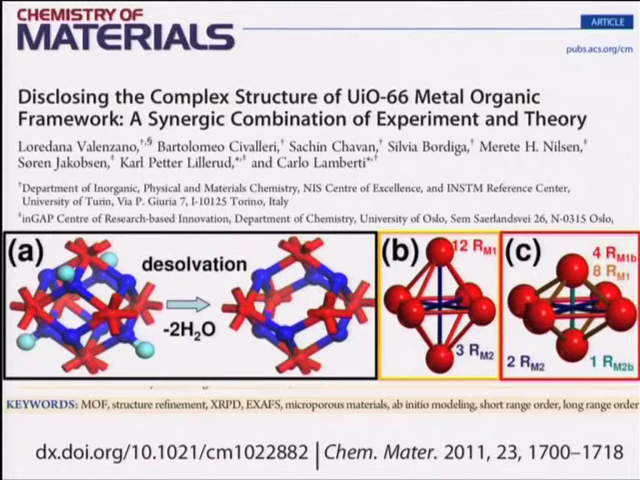 CHEMISTRY OF
MATERIALS
ARTICLE
pubs.acs.org/cm
Disclosing the Complex Structure of UiO-66 Metal Organic
Framework: A Synergic Combination of Experiment and Theory
Loredana Valenzano,†,§ Bartolomeo Civalleri,† Sachin Chavan,† Silvia Bordiga,† Merete H. Nilsen,‡
Søren Jakobsen,‡ Karl Petter Lillerud,*,‡ and Carlo Lamberti*,†
†Department of Inorganic, Physical and Materials Chemistry, NIS Centre of Excellence, and INSTM Reference Center,
University of Turin, Via P. Giuria 7, I-10125 Torino, Italy
‡inGAP Centre of Research-based Innovation, Department of Chemistry, University of Oslo, Sem Saerlandsvei 26, N-0315 Oslo,
(a) desolvation
-2H2O
(b) 12 RM1
3 RM2
(c) 4 RM1b
8 RM1
2 RM2 1 RM2b
KEYWORDS: MOF, structure refinement, XRPD, EXAFS, microporous materials, ab initio modeling, short range order, long range order
dx.doi.org/10.1021/cm1022882 | Chem. Mater. 2011, 23, 1700–1718